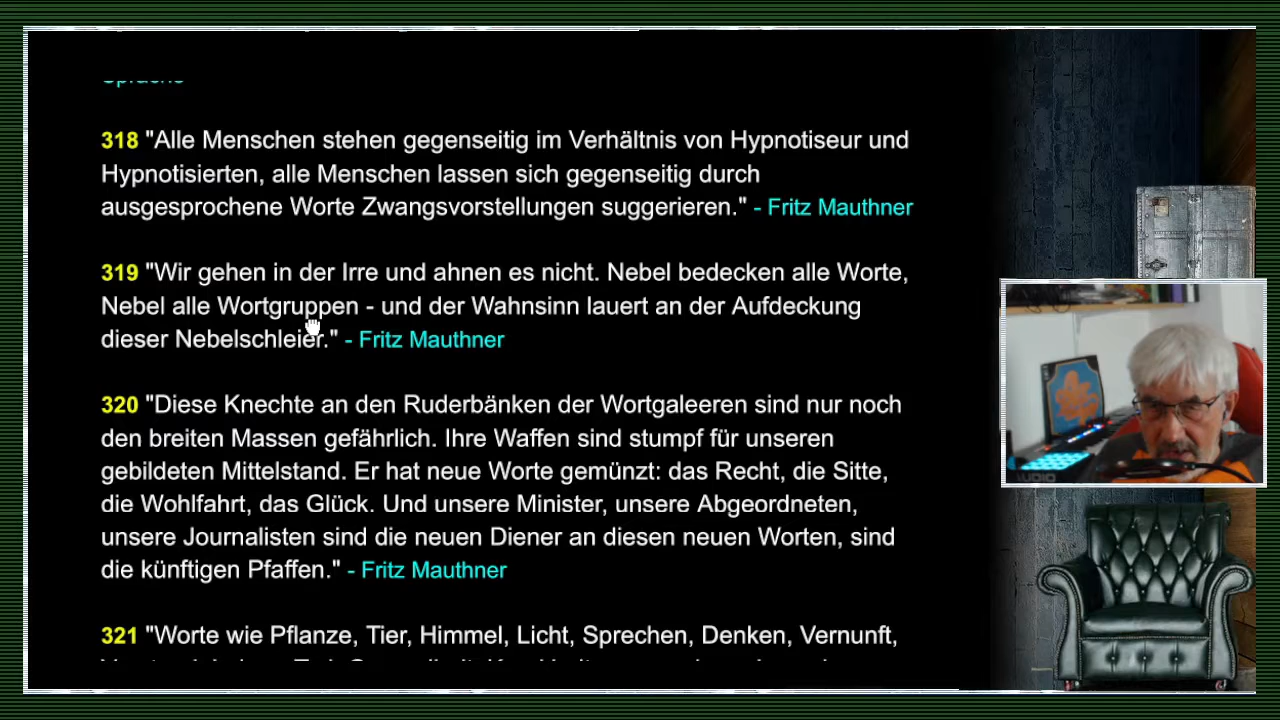 318 "Alle Menschen stehen gegenseitig im Verhältnis von Hypnotiseur und
Hypnotisierten, alle Menschen lassen sich gegenseitig durch
ausgesprochene Worte Zwangsvorstellungen suggerieren." - Fritz Mauthner
319 "Wir gehen in der Irre und ahnen es nicht. Nebel bedecken alle Worte,
Nebel alle Wortgruppen - und der Wahnsinn lauert an der Aufdeckung
dieser Nebelschleier." - Fritz Mauthner
320 "Diese Knechte an den Ruderbänken der Wortgaleeren sind nur noch
den breiten Massen gefährlich. Ihre Waffen sind stumpf für unseren
gebildeten Mittelstand. Er hat neue Worte gemünzt: das Recht, die Sitte,
die Wohlfahrt, das Glück. Und unsere Minister, unsere Abgeordneten,
unsere Journalisten sind die neuen Diener an diesen neuen Worten, sind
die künftigen Pfaffen." - Fritz Mauthner
321 "Worte wie Pflanze, Tier, Himmel, Licht, Sprechen, Denken, Vernunft,